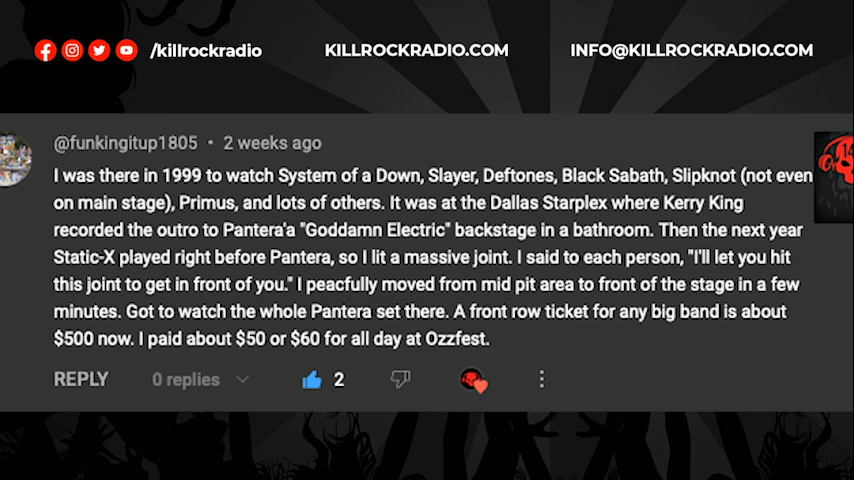 /killrockradio KILLROCKRADIO.COM INFO@KILLROCKRADIO.COM
@funkingitup1805 • 2 weeks ago
I was there in 1999 to watch System of a Down, Slayer, Deftones, Black Sabath, Slipknot (not even
on main stage), Primus, and lots of others. It was at the Dallas Starplex where Kerry King
recorded the outro to Pantera'a "Goddamn Electric" backstage in a bathroom. Then the next year
Static-X played right before Pantera, so I lit a massive joint. I said to each person, "I'll let you hit
this joint to get in front of you." I peacfully moved from mid pit area to front of the stage in a few
minutes. Got to watch the whole Pantera set there. A front row ticket for any big band is about
$500 now. I paid about $50 or $60 for all day at Ozzfest.
REPLY 0 replies 2